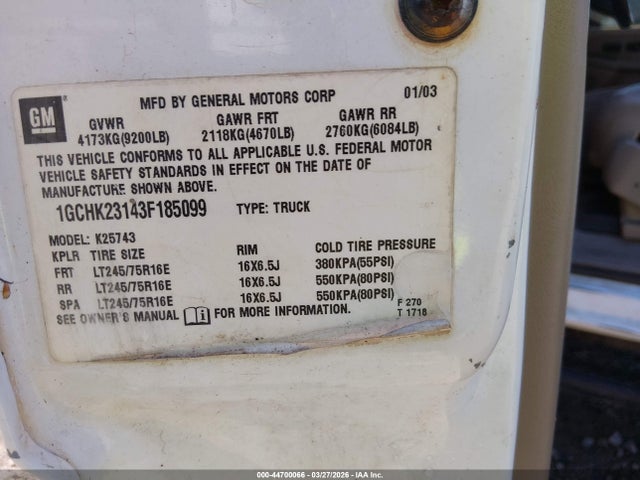 GM
MFD BY GENERAL MOTORS CORP 01/03
GVWR GAWR FRT GAWR RR
4173KG(9200LB) 2118KG(4670LB) 2760KG(6084LB)
THIS VEHICLE CONFORMS TO ALL APPLICABLE U.S. FEDERAL MOTOR
VEHICLE SAFETY STANDARDS IN EFFECT ON THE DATE OF
MANUFACTURE SHOWN ABOVE.
1GCHK23143F185099 TYPE: TRUCK
MODEL: K25743
KPLR TIRE SIZE RIM COLD TIRE PRESSURE
FRT LT245/75R16E 16X6.5J 380KPA(55PSI)
RR LT245/75R16E 16X6.5J 550KPA(80PSI)
SPA LT245/75R16E 16X6.5J 550KPA(80PSI)
SEE OWNER'S MANUAL i FOR MORE INFORMATION.
F 270
T 1718
000-44700066 - 03/27/2026 - IAA Inc.